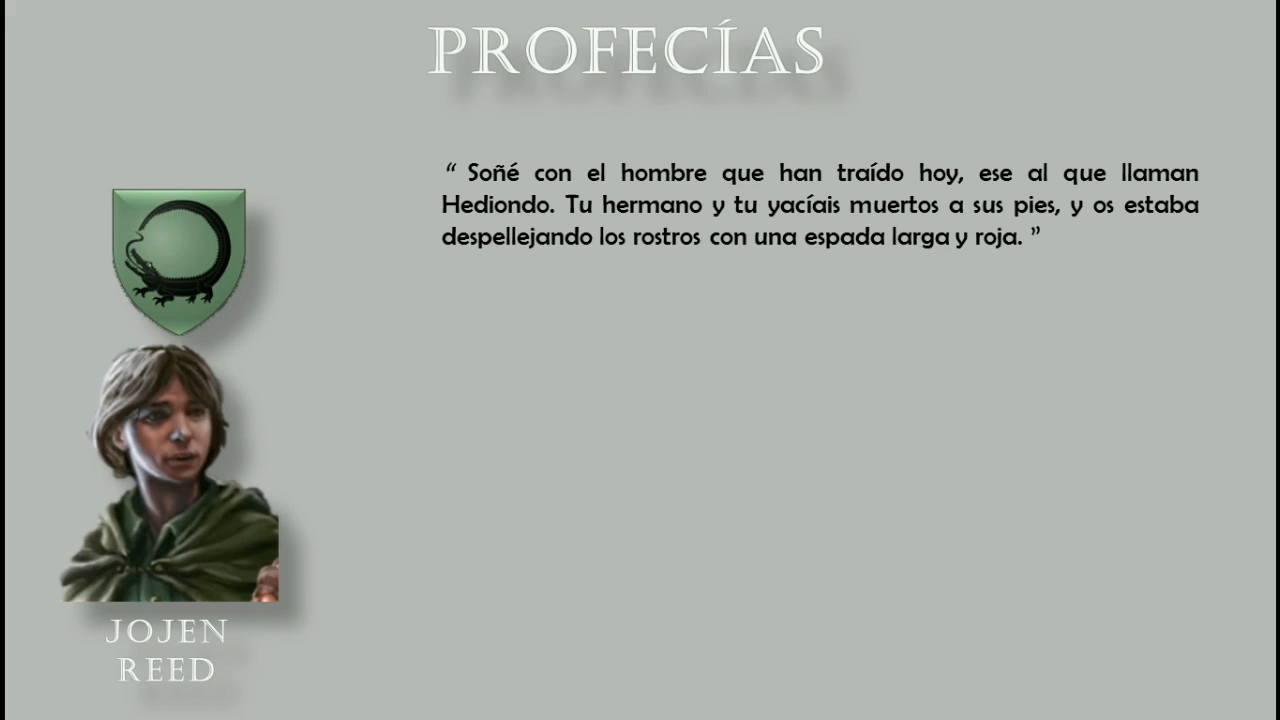 PROFECÍAS
“ Soñé con el hombre que han traído hoy, ese al que llaman
Hediondo. Tu hermano y tu yacíais muertos a sus pies, y os estaba
despellejando los rostros con una espada larga y roja. ”
JOJEN
REED